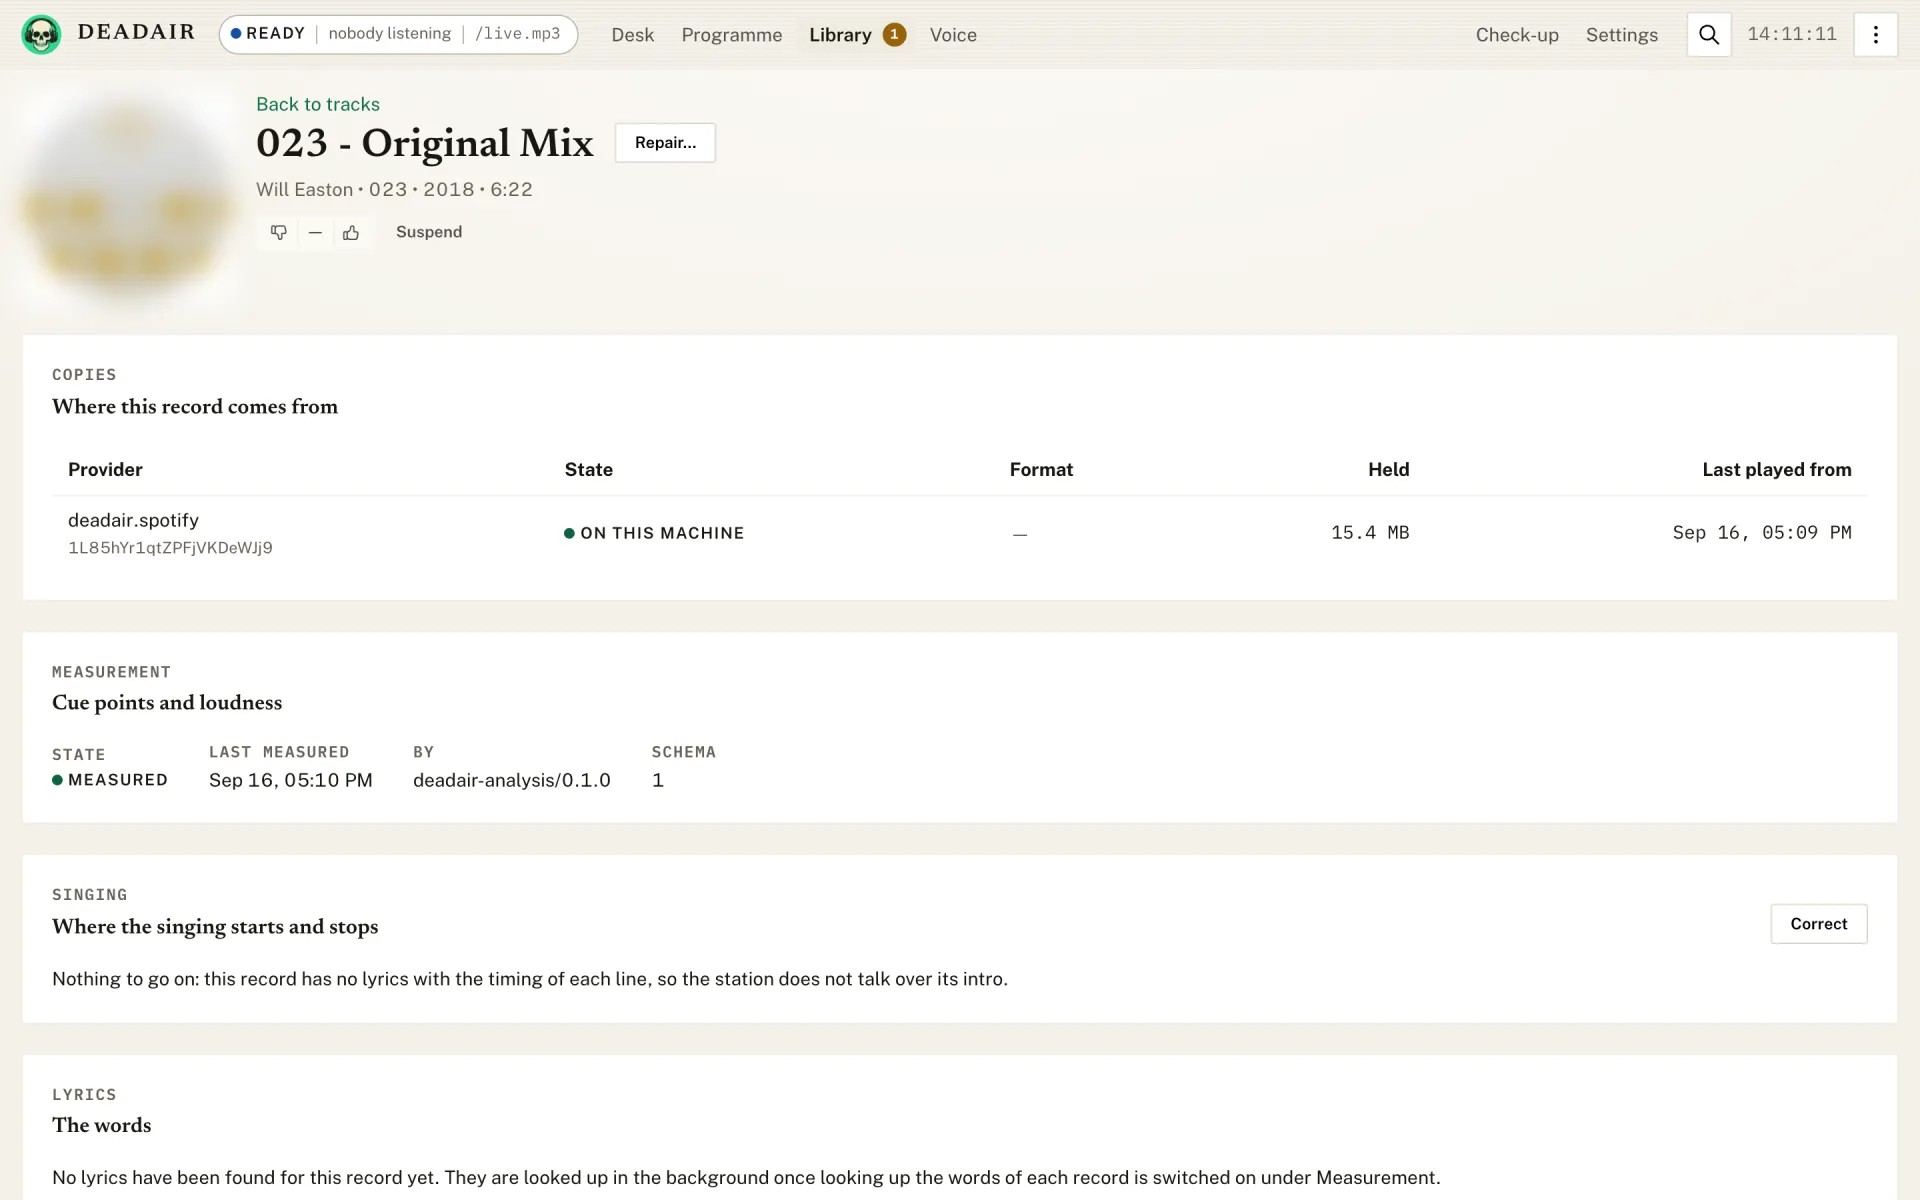 DEADAIR
READY | nobody listening | /live.mp3
Desk
Programme
Library 1
Voice
Check-up
Settings
14:11:11
Back to tracks
023 - Original Mix
Repair...
Will Easton • 023 • 2018 • 6:22
Suspend
COPIES
Where this record comes from
Provider State Format Held Last played from
deadair.spotify
1L85hYr1qtZPFjVKDeWJj9
ON THIS MACHINE — 15.4 MB Sep 16, 05:09 PM
MEASUREMENT
Cue points and loudness
STATE LAST MEASURED BY SCHEMA
MEASURED Sep 16, 05:10 PM deadair-analysis/0.1.0 1
SINGING
Where the singing starts and stops
Correct
Nothing to go on: this record has no lyrics with the timing of each line, so the station does not talk over its intro.
LYRICS
The words
No lyrics have been found for this record yet. They are looked up in the background once looking up the words of each record is switched on under Measurement.